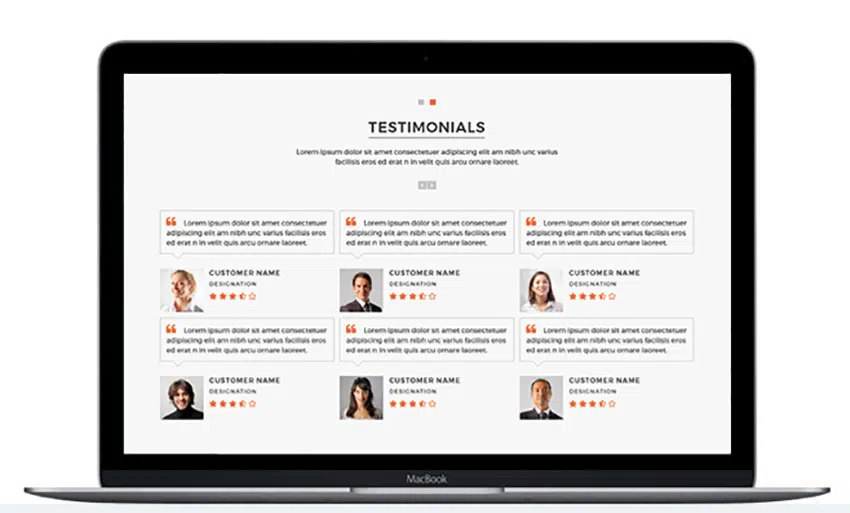 TESTIMONIALS
Lorem ipsum dolor sit amet consectetuer adipiscing elit am nibh unc varius
facilisis eros ed erat n in velit quis arcu ornare laoreet.
Lorem ipsum dolor sit amet consectetuer
adipiscing elit am nibh unc varius facilisis eros
ed erat n in velit quis arcu ornare laoreet.
Lorem ipsum dolor sit amet consectetuer
adipiscing elit am nibh unc varius facilisis eros
ed erat n in velit quis arcu ornare laoreet.
Lorem ipsum dolor sit amet consectetuer
adipiscing elit am nibh unc varius facilisis eros
ed erat n in velit quis arcu ornare laoreet.
CUSTOMER NAME
DESIGNATION
CUSTOMER NAME
DESIGNATION
CUSTOMER NAME
DESIGNATION
Lorem ipsum dolor sit amet consectetuer
adipiscing elit am nibh unc varius facilisis eros
ed erat n in velit quis arcu ornare laoreet.
Lorem ipsum dolor sit amet consectetuer
adipiscing elit am nibh unc varius facilisis eros
ed erat n in velit quis arcu ornare laoreet.
Lorem ipsum dolor sit amet consectetuer
adipiscing elit am nibh unc varius facilisis eros
ed erat n in velit quis arcu ornare laoreet.
CUSTOMER NAME
DESIGNATION
CUSTOMER NAME
DESIGNATION
CUSTOMER NAME
DESIGNATION
MacBook